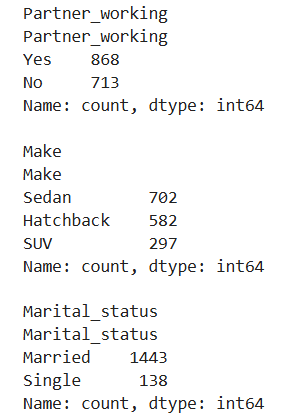 Partner_working
Partner_working
Yes    868
No     713
Name: count, dtype: int64

Make
Make
Sedan        702
Hatchback    582
SUV          297
Name: count, dtype: int64

Marital_status
Marital_status
Married    1443
Single      138
Name: count, dtype: int64